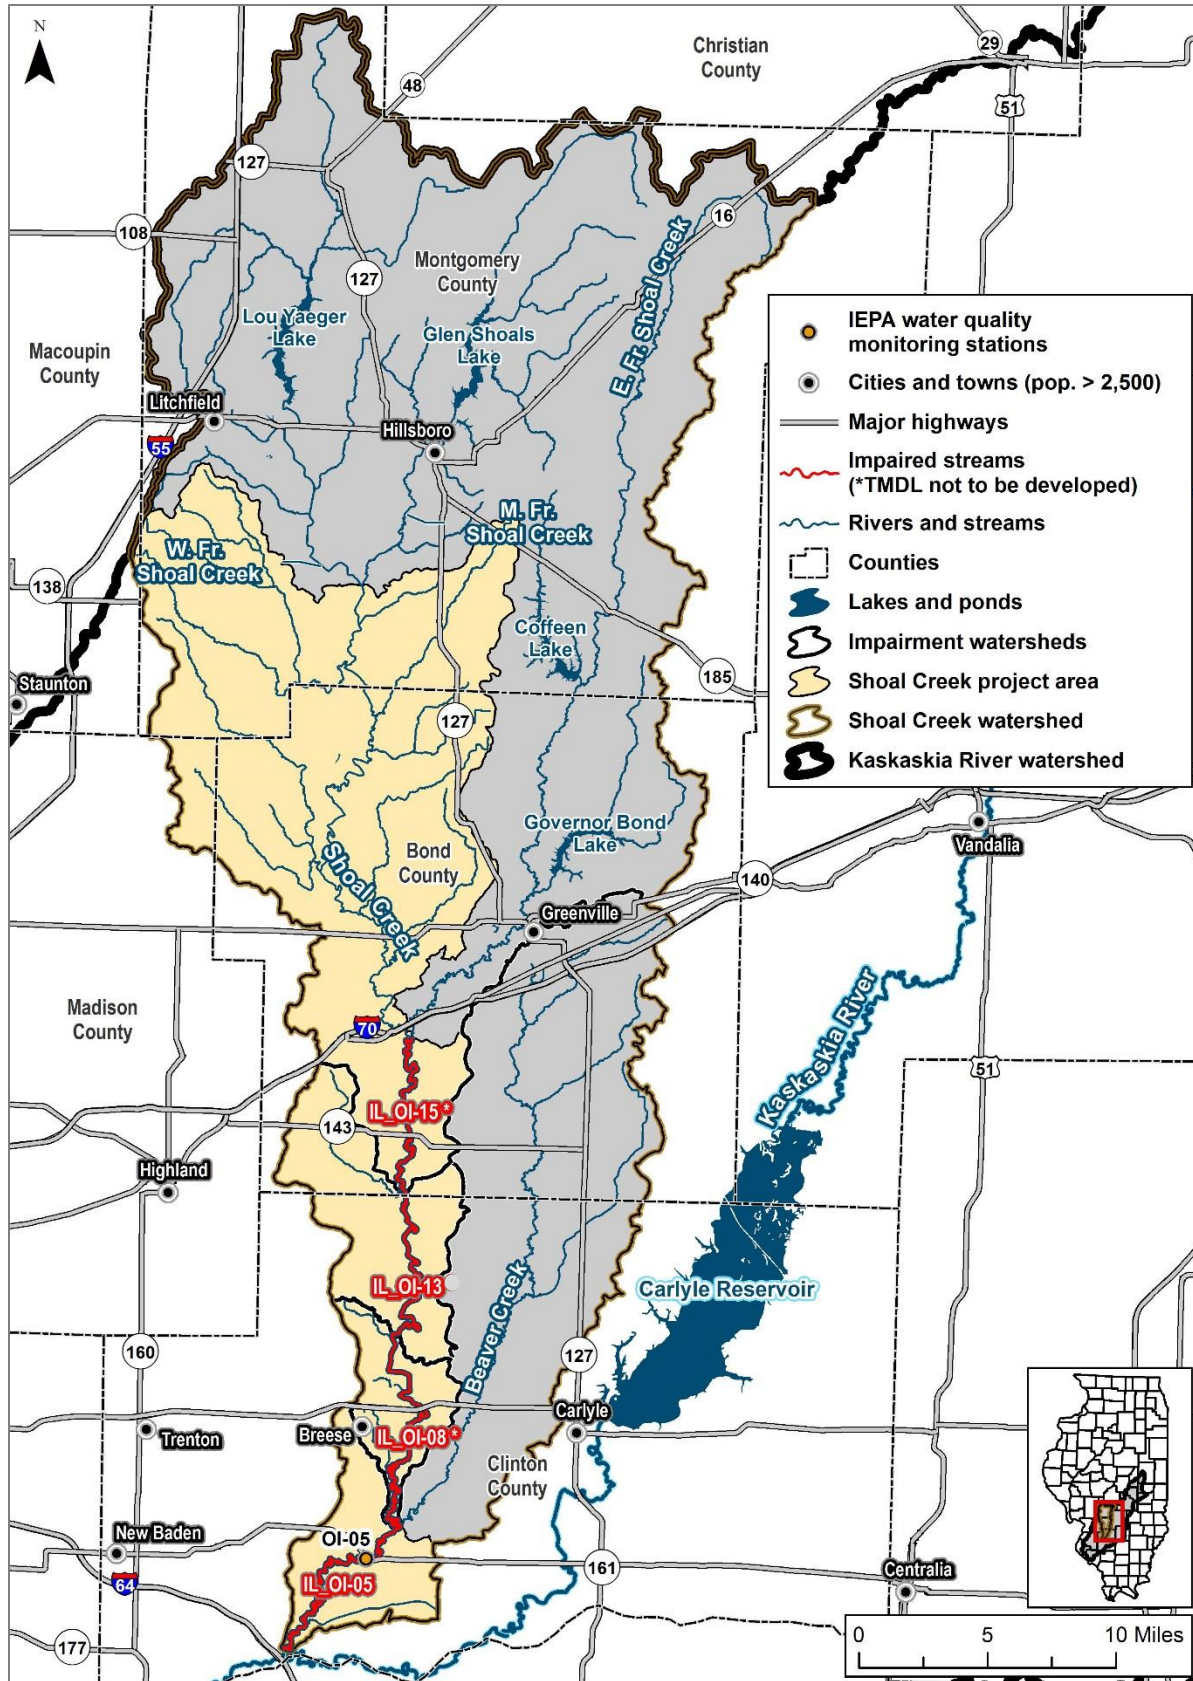 N
Christian
County
29
48
51
127
16
108
Montgomery
County
127
E. Fr. Shoal Creek
Lou Yaeger
Lake
Glen Shoals
Lake
Macoupin
County
Litchfield
Hillsboro
55
M. Fr.
Shoal Creek
W. Fr.
Shoal Creek
138
Coffeen
Lake
185
Staunton
127
IEPA water quality
monitoring stations
Cities and towns (pop. > 2,500)
Major highways
Impaired streams
(*TMDL not to be developed)
Rivers and streams
Counties
Lakes and ponds
Impairment watersheds
Shoal Creek project area
Shoal Creek watershed
Kaskaskia River watershed
Governor Bond
Lake
Vandalia
Bond
County
Shoal Creek
140
Greenville
Madison
County
70
Kaskaskia River
51
IL_OI-15*
143
Highland
IL_OI-13
Carlyle Reservoir
Beaver Creek
160
127
Carlyle
Trenton
Breese
IL_OI-08*
Clinton
County
New Baden
OI-05
64
IL_OI-05
161
Centralia
177
0 5 10 Miles